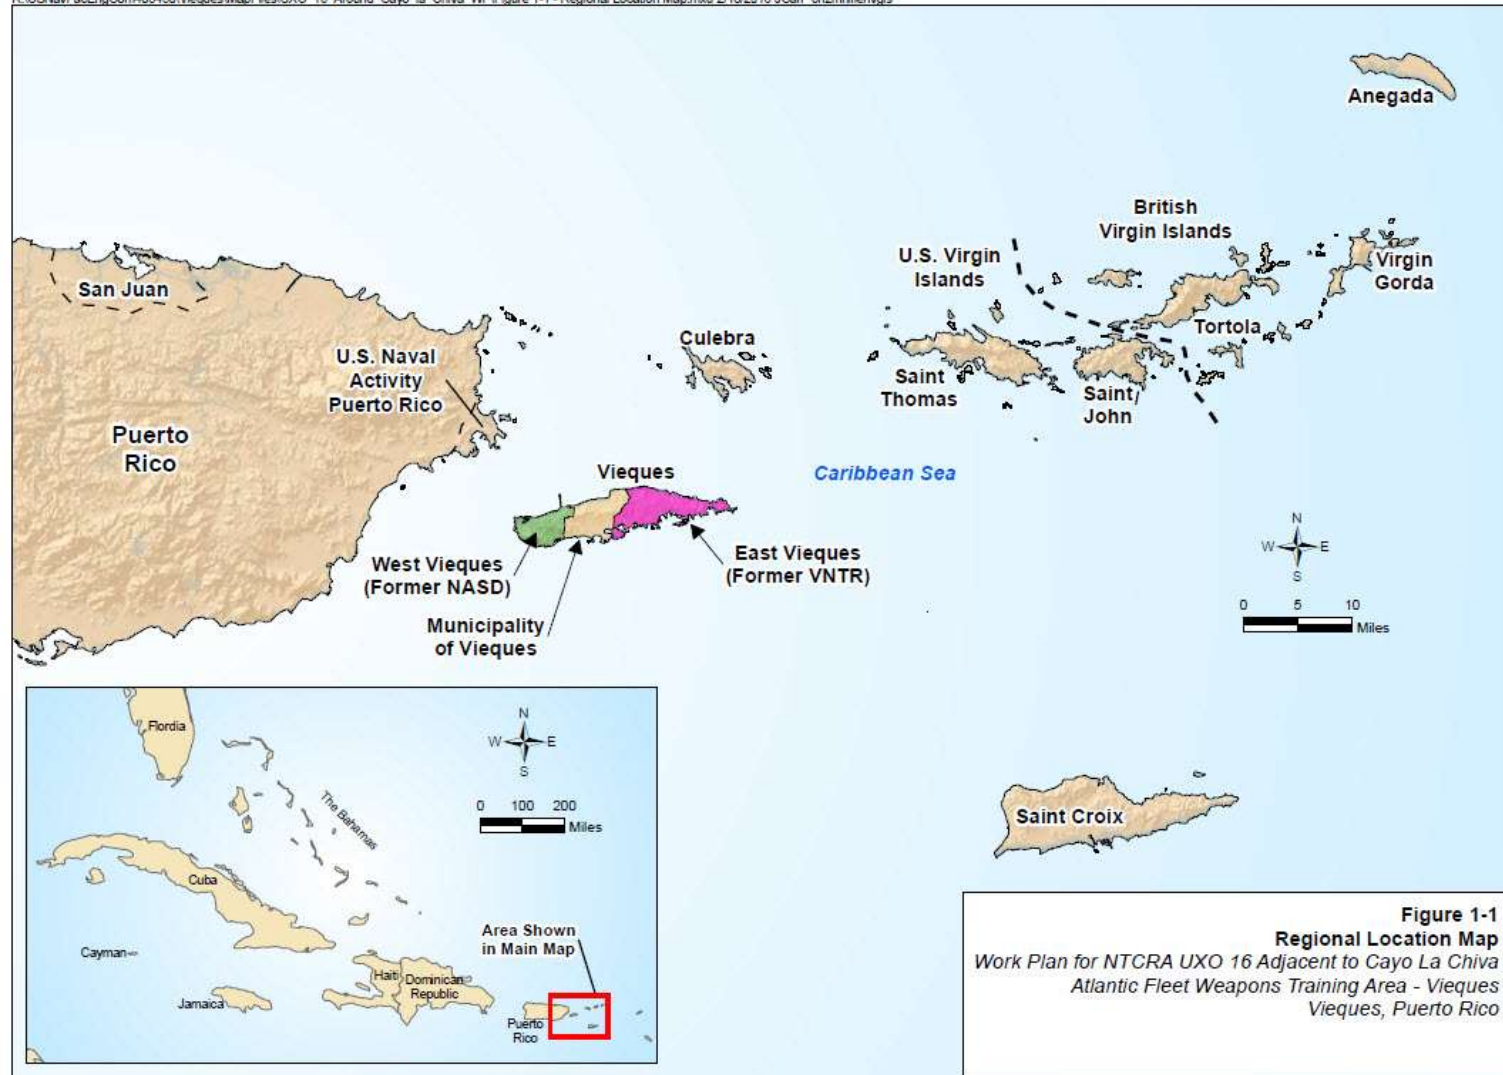 Anegada
British
Virgin Islands
U.S. Virgin
Islands
Virgin
Gorda
San Juan
Tortola
Culebra
U.S. Naval
Activity
Puerto Rico
Saint
Thomas
Saint
John
Puerto
Rico
Vieques
Caribbean Sea
N
W E
S
West Vieques
(Former NASD)
East Vieques
(Former VNTR)
Municipality
of Vieques
0 5 10
Miles
Flordia
N
W E
S
0 100 200
Miles
The Bahamas
Cuba
Cayman
Jamaica
Haiti
Dominican
Republic
Area Shown
in Main Map
Puerto
Rico
Saint Croix
Figure 1-1
Regional Location Map
Work Plan for NTCRA UXO 16 Adjacent to Cayo La Chiva
Atlantic Fleet Weapons Training Area - Vieques
Vieques, Puerto Rico